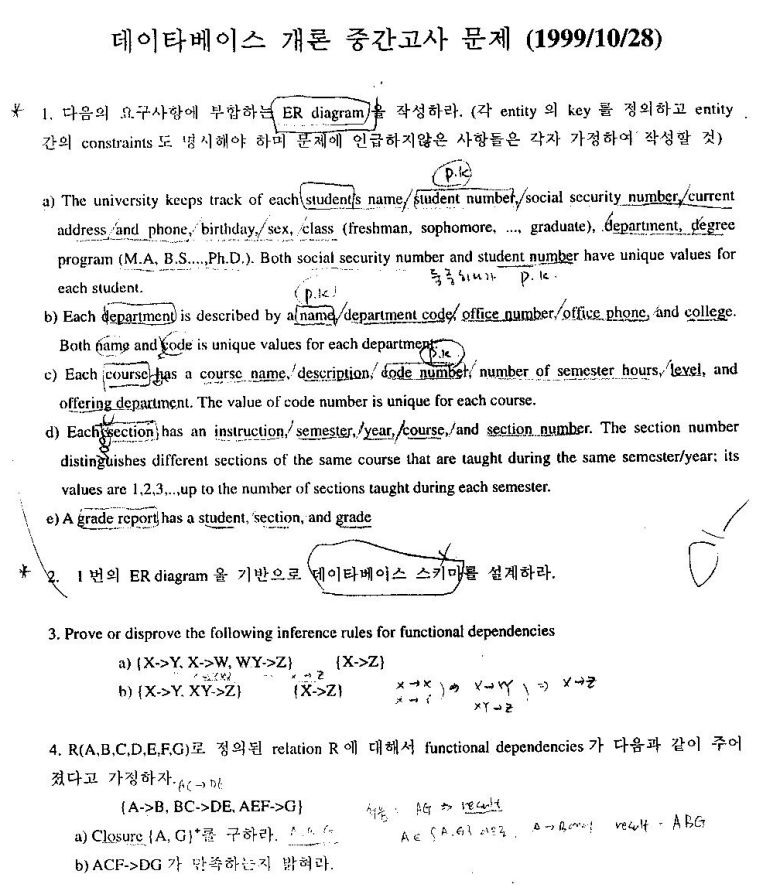 데이타베이스 개론 중간고사 문제 (1999/10/28)
* 1. 다음의 요구사항에 부합하는 ER diagram을 작성하라. (각 entity 의 key 를 정의하고 entity
간의 constraints 도 명시해야 하며 문제에 언급하지않은 사항들은 각자 가정하여 작성할 것)
p.k
a) The university keeps track of each student's name/student number/social security number/current
address/and phone, birthday/sex, class (freshman, sophomore, ..., graduate), department, degree
program (M.A, B.S....,Ph.D.). Both social security number and student number have unique values for
each student.
p.k.
p.k
b) Each department is described by a name/department code/office number/office phone, and college.
Both name and code is unique values for each department.
p.k.
c) Each course has a course name/description/code number/number of semester hours/level, and
offering department. The value of code number is unique for each course.
d) Each section has an instruction/semester/year/course/and section number. The section number
distinguishes different sections of the same course that are taught during the same semester/year; its
values are 1,2,3,..,up to the number of sections taught during each semester.
e) A grade report has a student, section, and grade
* 2. 1 번의 ER diagram 을 기반으로 데이타베이스 스키마를 설계하라.
3. Prove or disprove the following inference rules for functional dependencies
a) {X->Y, X->W, WY->Z} {X->Z}
b) {X->Y, XY->Z} {X->Z}
X→X
X→Y
XY→Z
⇒ X→Z
4. R(A,B,C,D,E,F,G)로 정의된 relation R 에 대해서 functional dependencies 가 다음과 같이 주어
졌다고 가정하자.
AC→DE
{A->B, BC->DE, AEF->G}
AG ⇒ result
a) Closure {A, G}⁺를 구하라.
result = ABG
b) ACF->DG 가 만족하는지 밝혀라.